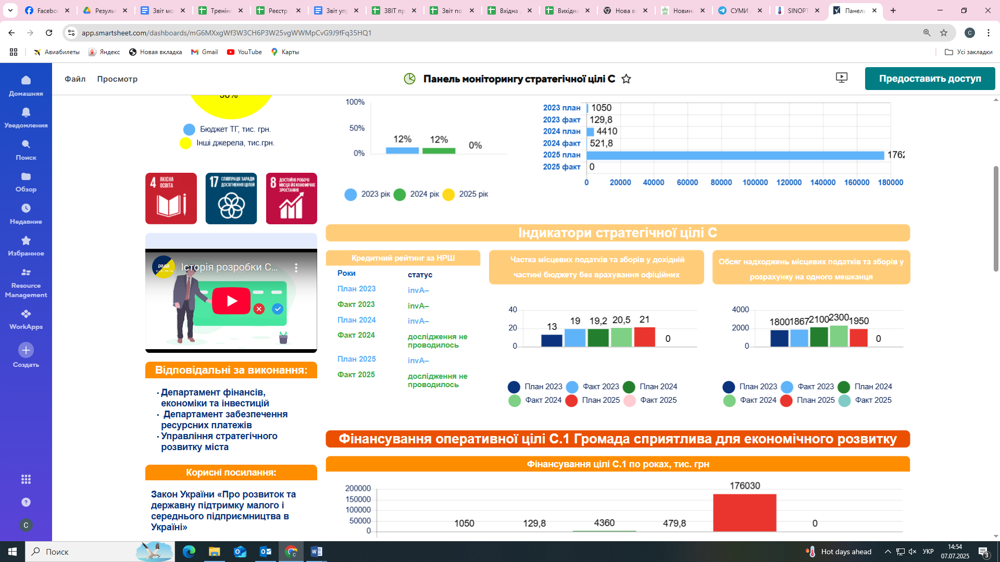 Результ
Звіт мо
Тренінг
Реєстр
Звіт упр
ЗВІТ пр
Звіт по
Вхідна
Вихідна
Нова в
Новин
СУМИ
SINOPT
Панель
app.smartsheet.com/dashboards/mG6MXxgWf3W3CH6P3W25vgWWMpCvG9J9fFq35HQ1
C
Авиабилеты
Яндекс
Новая вкладка
Gmail
YouTube
Карты
Усі закладки
Файл
Просмотр
Панель моніторингу стратегічної цілі С
Предоставить доступ
Домашняя
Уведомления
Поиск
Обзор
Недавние
Избранное
Resource
Management
WorkApps
Создать
C
Бюджет ТГ, тис. грн.
Інші джерела, тис.грн.
100%
50%
0%
12%
12%
0%
2023 рік
2024 рік
2025 рік
2023 план 1050
2023 факт 129,8
2024 план 4410
2024 факт 521,8
2025 план
2025 факт 0
0 20000 40000 60000 80000 100000 120000 140000 160000 180000
4 ЯКІСНА
ОСВІТА
17 СПІВПРАЦЯ ЗАРАДИ
ДОСЯГНЕННЯ ЦІЛЕЙ
8 ДОСТОЙНІ РОБОЧІ
МІСЦЯ Й ЕКОНОМІЧНЕ
ЗРОСТАННЯ
рада
Історія розробки С...
Відповідальні за виконання:
· Департамент фінансів,
економіки та інвестицій
· Департамент забезпечення
ресурсних платежів
· Управління стратегічного
розвитку міста
Корисні посилання:
Закон України «Про розвиток та
державну підтримку малого і
середнього підприємництва в
Україні»
Індикатори стратегічної цілі С
Кредитний рейтинг за НРШ
Роки статус
План 2023 invA–
Факт 2023 invA–
План 2024 invA–
Факт 2024 дослідження не
проводилось
План 2025 invA–
Факт 2025 дослідження не
проводилось
Частка місцевих податків та зборів у дохідній
частині бюджету без врахування офіційних
40
20
0
13 19 19,2 20,5 21 0
План 2023 Факт 2023 План 2024
Факт 2024 План 2025 Факт 2025
Обсяг надходжень місцевих податків та зборів у
розрахунку на одного мешканця
4000
2000
0
1800 1867 2100 2300 1950 0
План 2023 Факт 2023 План 2024
Факт 2024 План 2025 Факт 2025
Фінансування оперативної цілі С.1 Громада сприятлива для економічного розвитку
Фінансування цілі С.1 по роках, тис. грн
200000
150000
100000
50000
0
1050 129,8 4360 479,8 176030 0
Поиск
Hot days ahead
УКР
14:54
07.07.2025
3